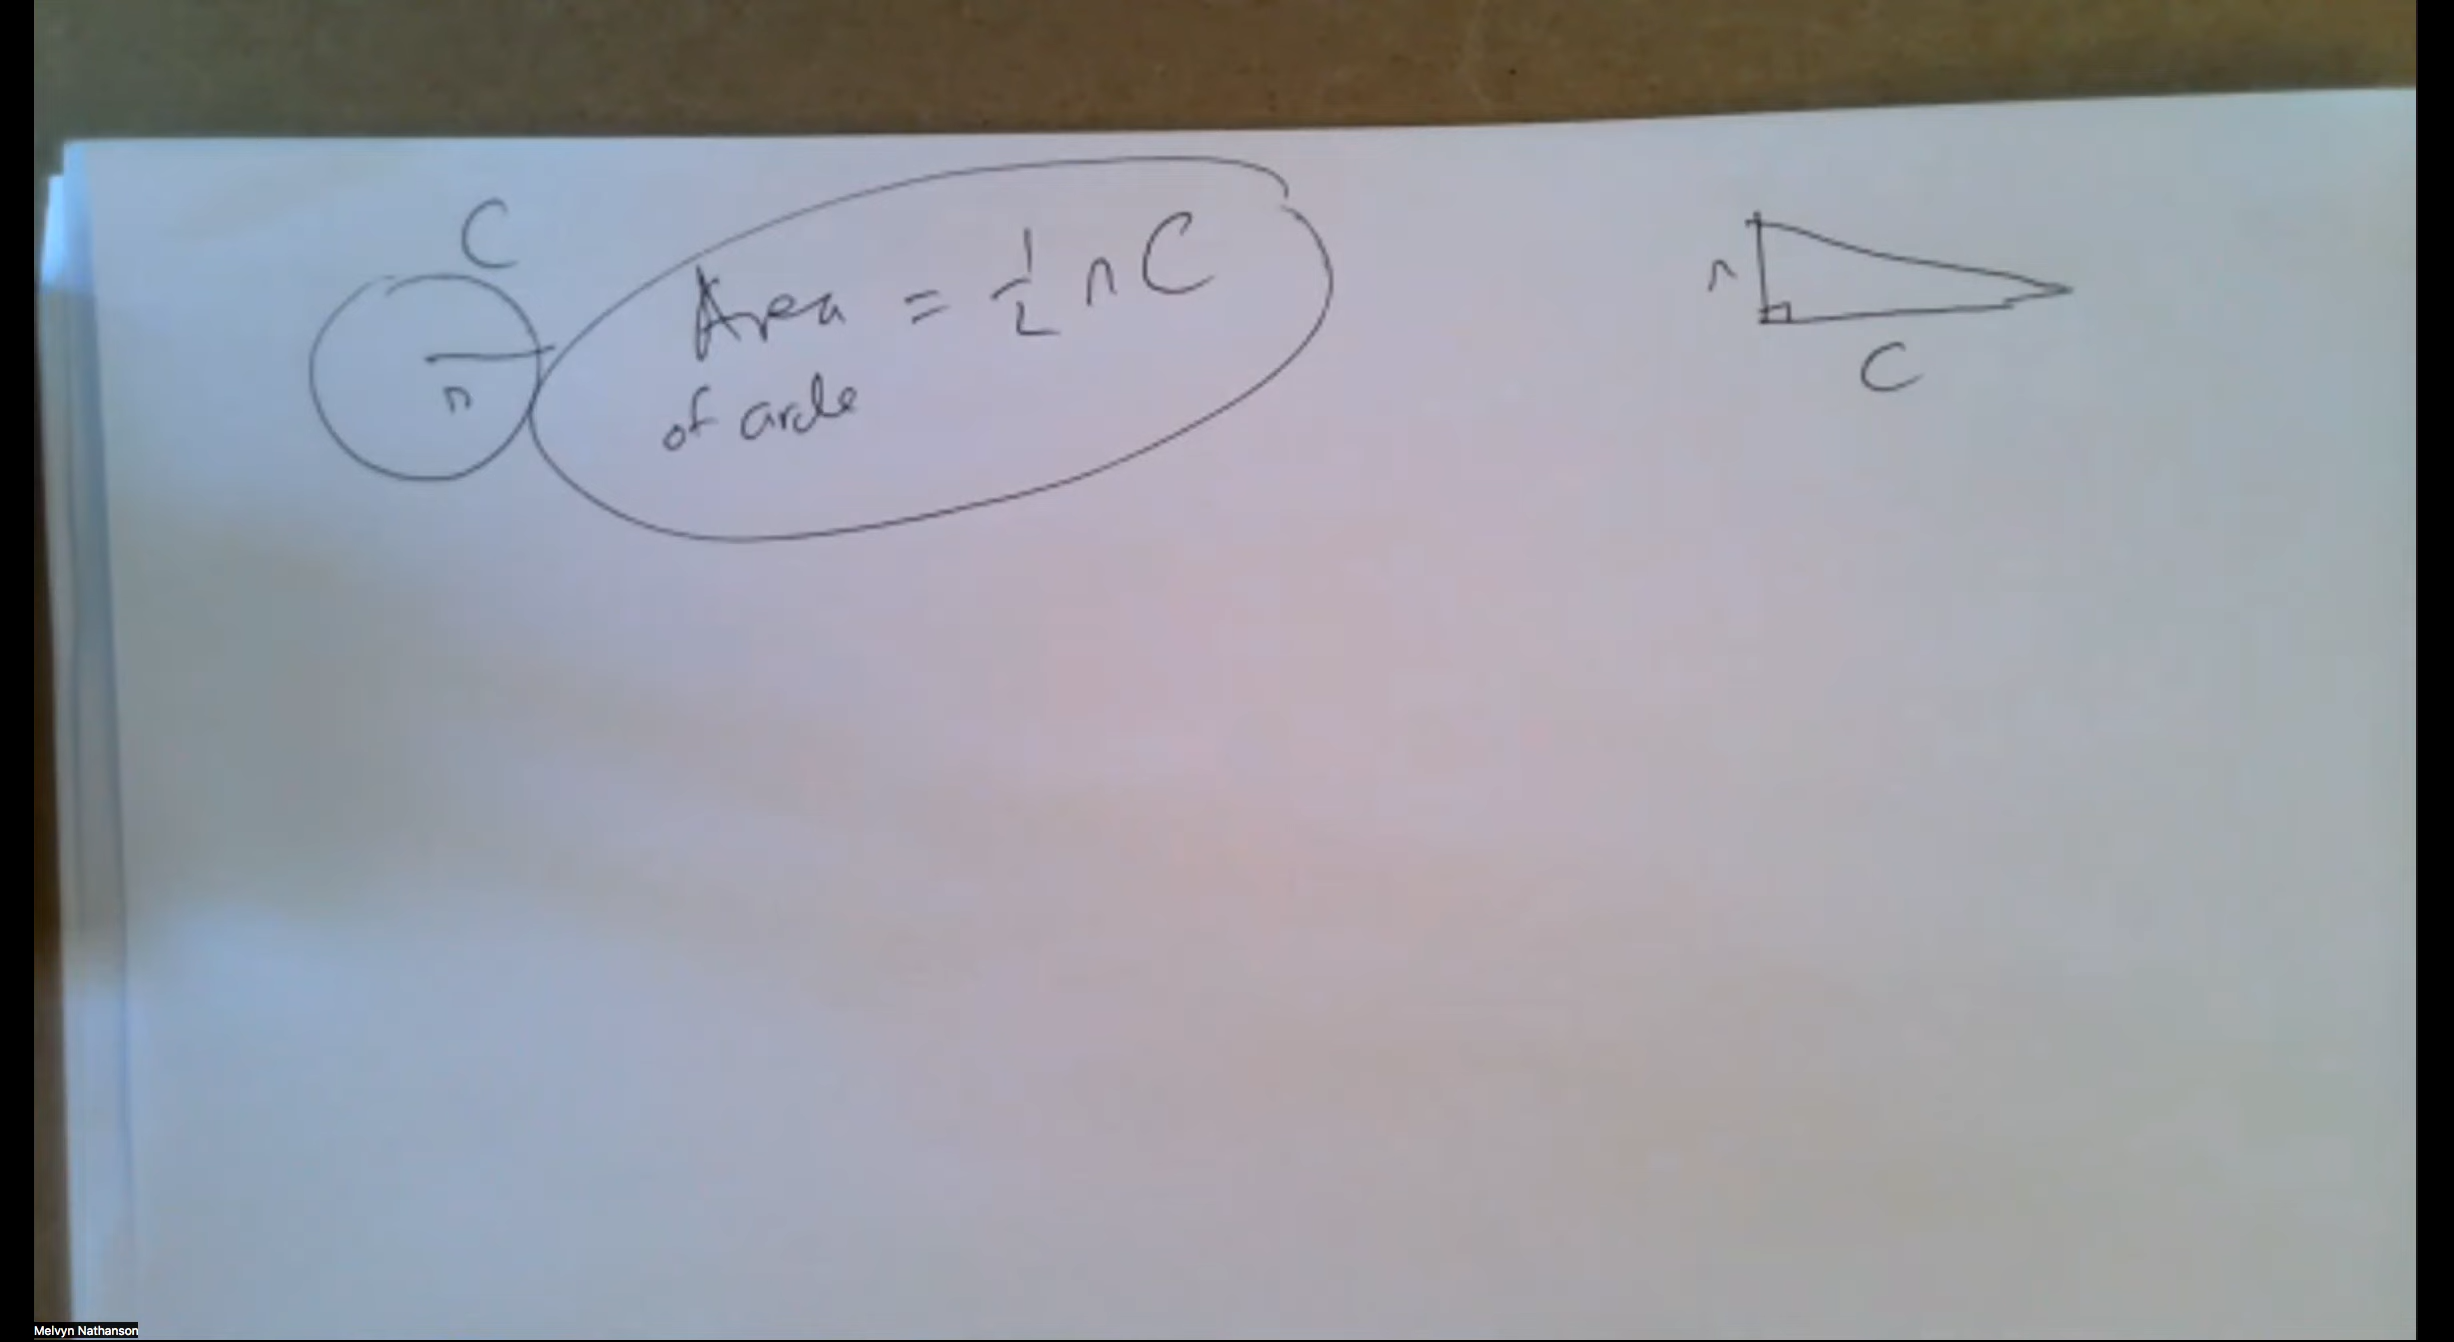 C
r
Area = 1/2 r C
of circle
r
C
Melvyn Nathanson